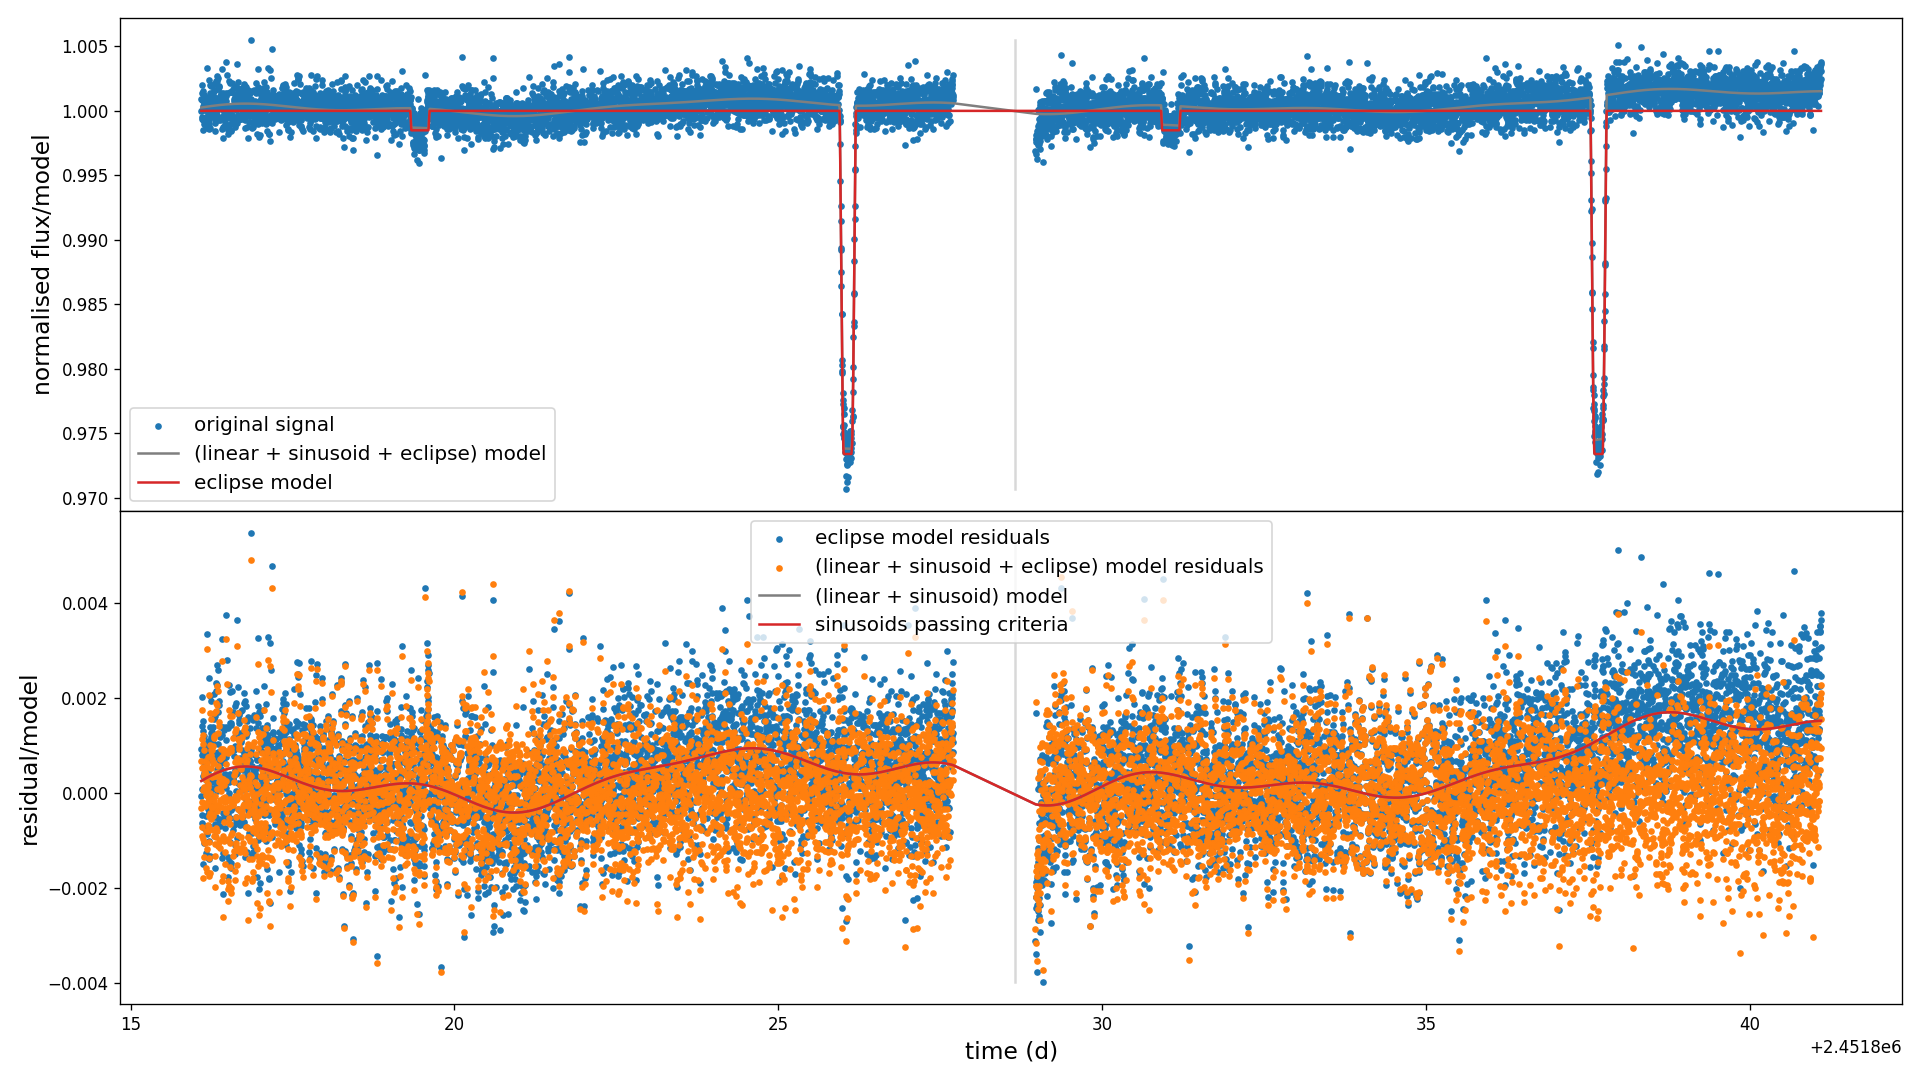 1.005
1.000
0.995
0.990
0.985
0.980
0.975
0.970
normalised flux/model
original signal
(linear + sinusoid + eclipse) model
eclipse model
eclipse model residuals
(linear + sinusoid + eclipse) model residuals
(linear + sinusoid) model
sinusoids passing criteria
0.004
0.002
0.000
−0.002
−0.004
residual/model
15 20 25 30 35 40
time (d)
+2.4518e6